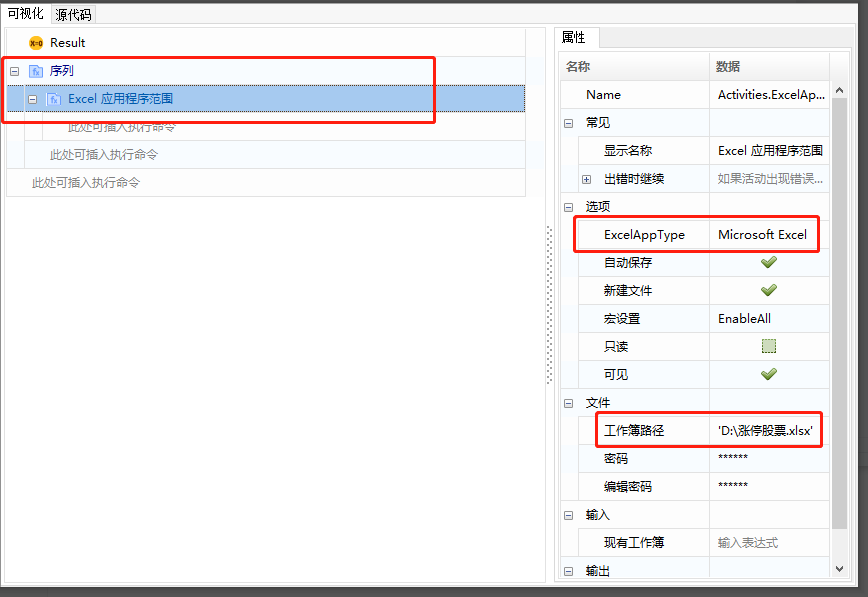 可视化 源代码
Result
序列
Excel 应用程序范围
此处可插入执行命令
此处可插入执行命令
此处可插入执行命令
属性
名称 数据
Name Activities.ExcelAp...
常见
显示名称 Excel 应用程序范围
出错时继续 如果活动出现错误...
选项
ExcelAppType Microsoft Excel
自动保存
新建文件
宏设置 EnableAll
只读
可见
文件
工作簿路径 'D:\涨停股票.xlsx'
密码 ******
编辑密码 ******
输入
现有工作簿 输入表达式
输出